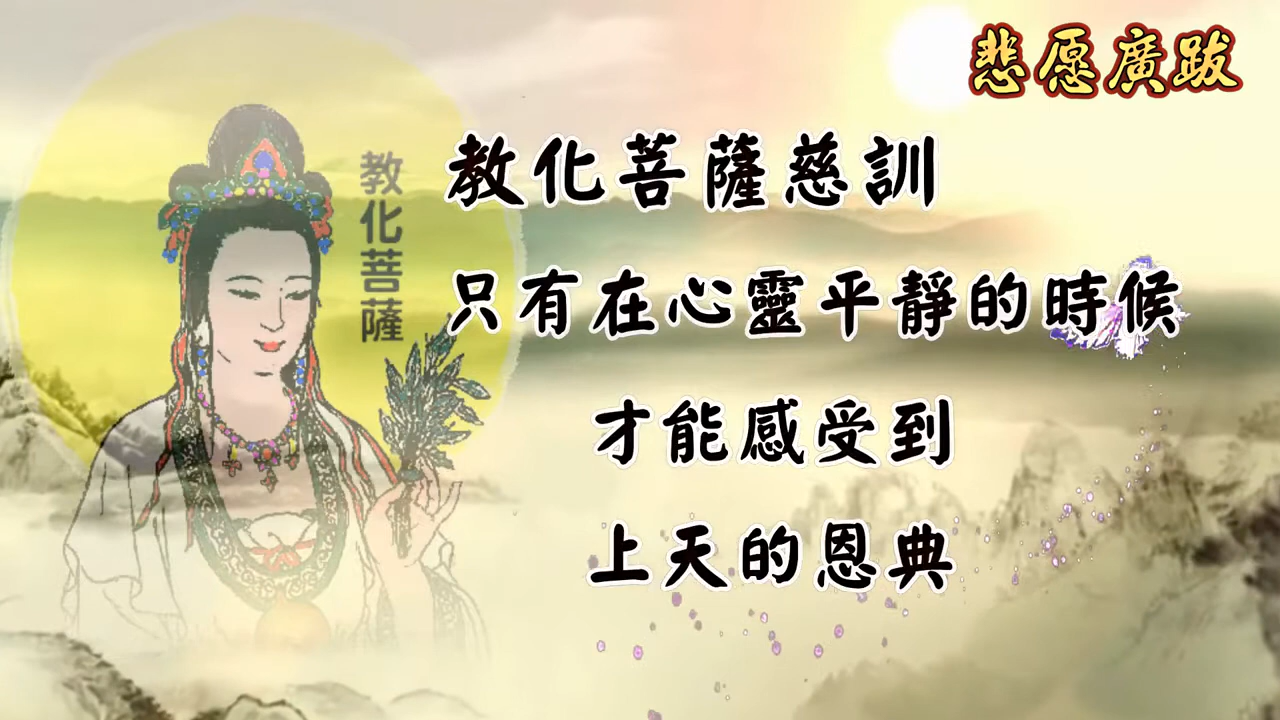 悲愿廣跋
教化菩薩
教化菩薩慈訓
只有在心靈平靜的時候
才能感受到
上天的恩典